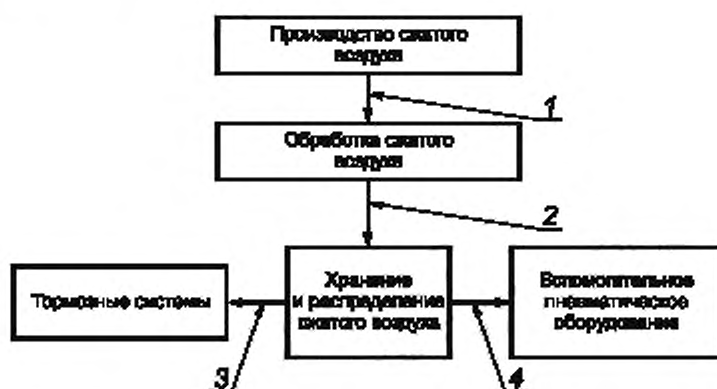 Производство сжатого
воздуха
1
Обработка сжатого
воздуха
2
Тормозные системы
Хранение
и распределение
сжатого воздуха
Вспомогательное
пневматическое
оборудование
3
4